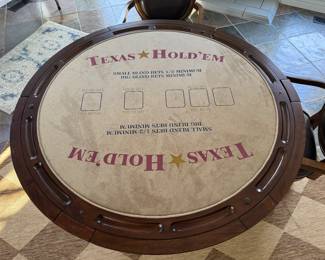 TEXAS★HOLD'EM
SMALL BLIND BETS 1/2 MINIMUM
BIG BLIND BETS MINIMUM
TEXAS★HOLD'EM
SMALL BLIND BETS 1/2 MINIMUM
BIG BLIND BETS MINIMUM